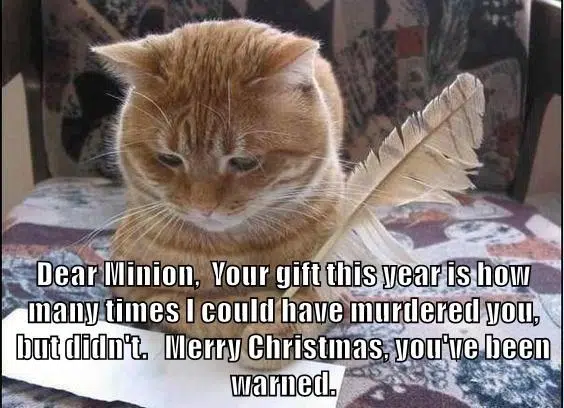 Dear Minion, Your gift this year is how
many times I could have murdered you,
but didn't. Merry Christmas, you've been
warned.